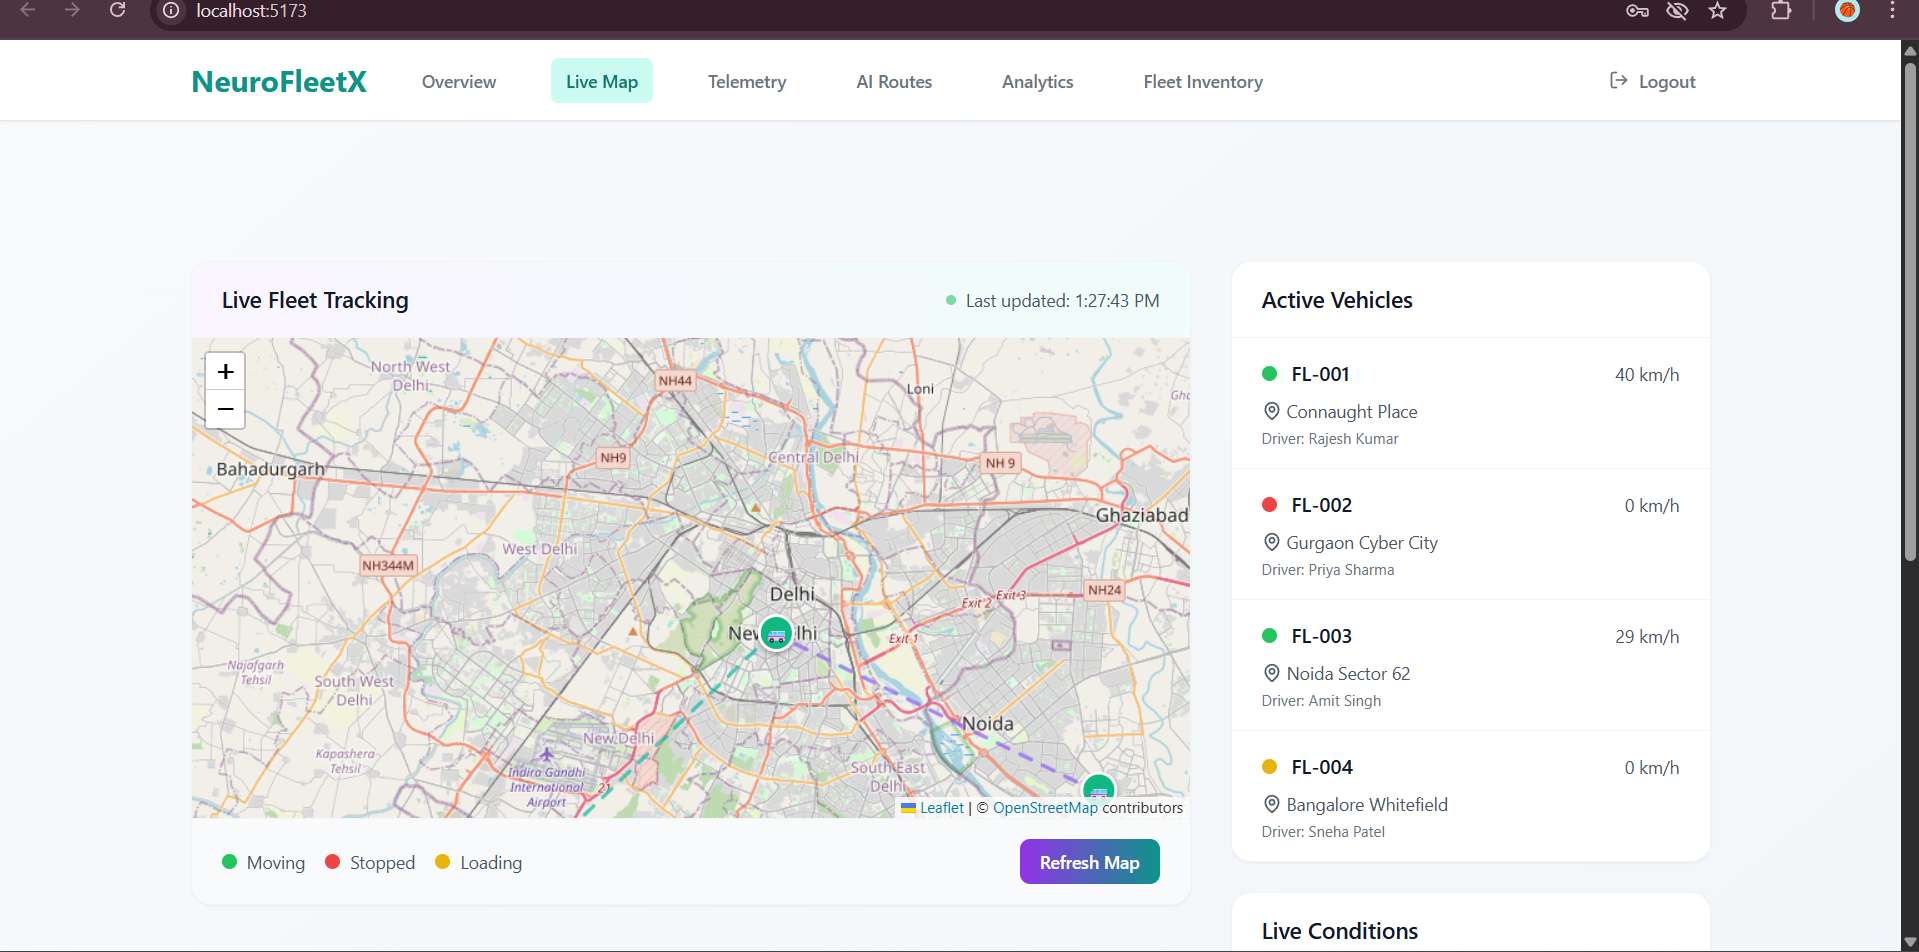 localhost:5173
NeuroFleetX
Overview
Live Map
Telemetry
AI Routes
Analytics
Fleet Inventory
Logout
Live Fleet Tracking
Last updated: 1:27:43 PM
+
−
North West
Delhi
NH44
Loni
Bahadurgarh
NH9
Central Delhi
NH 9
Ghaziabad
West Delhi
NH344M
Delhi
NH24
Exit 2
Exit 3
Exit 1
Najafgarh
Tehsil
South West
Delhi
Noida
New Delhi
Kapashera
Tehsil
Indira Gandhi
International
Airport
21
South East
Delhi
Leaflet | © OpenStreetMap contributors
Moving
Stopped
Loading
Refresh Map
Active Vehicles
FL-001
40 km/h
Connaught Place
Driver: Rajesh Kumar
FL-002
0 km/h
Gurgaon Cyber City
Driver: Priya Sharma
FL-003
29 km/h
Noida Sector 62
Driver: Amit Singh
FL-004
0 km/h
Bangalore Whitefield
Driver: Sneha Patel
Live Conditions